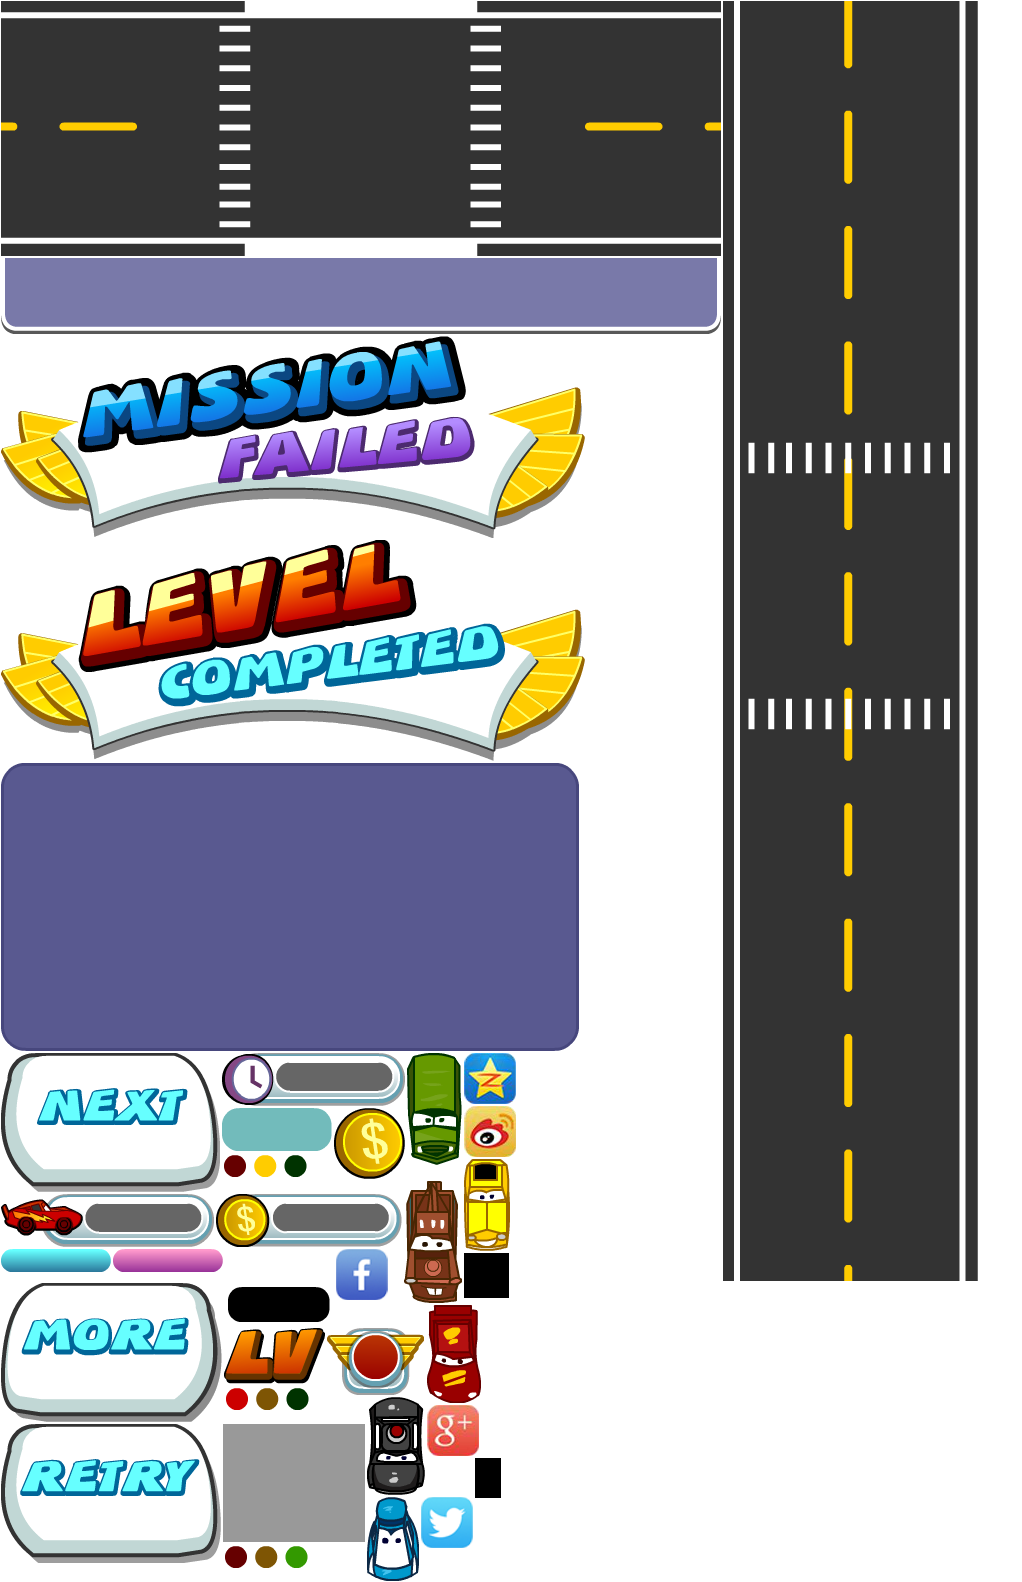 MISSION
FAILED
LEVEL
COMPLETED
NEXT
$
$
Z
MORE
f
LV
RETRY
g+